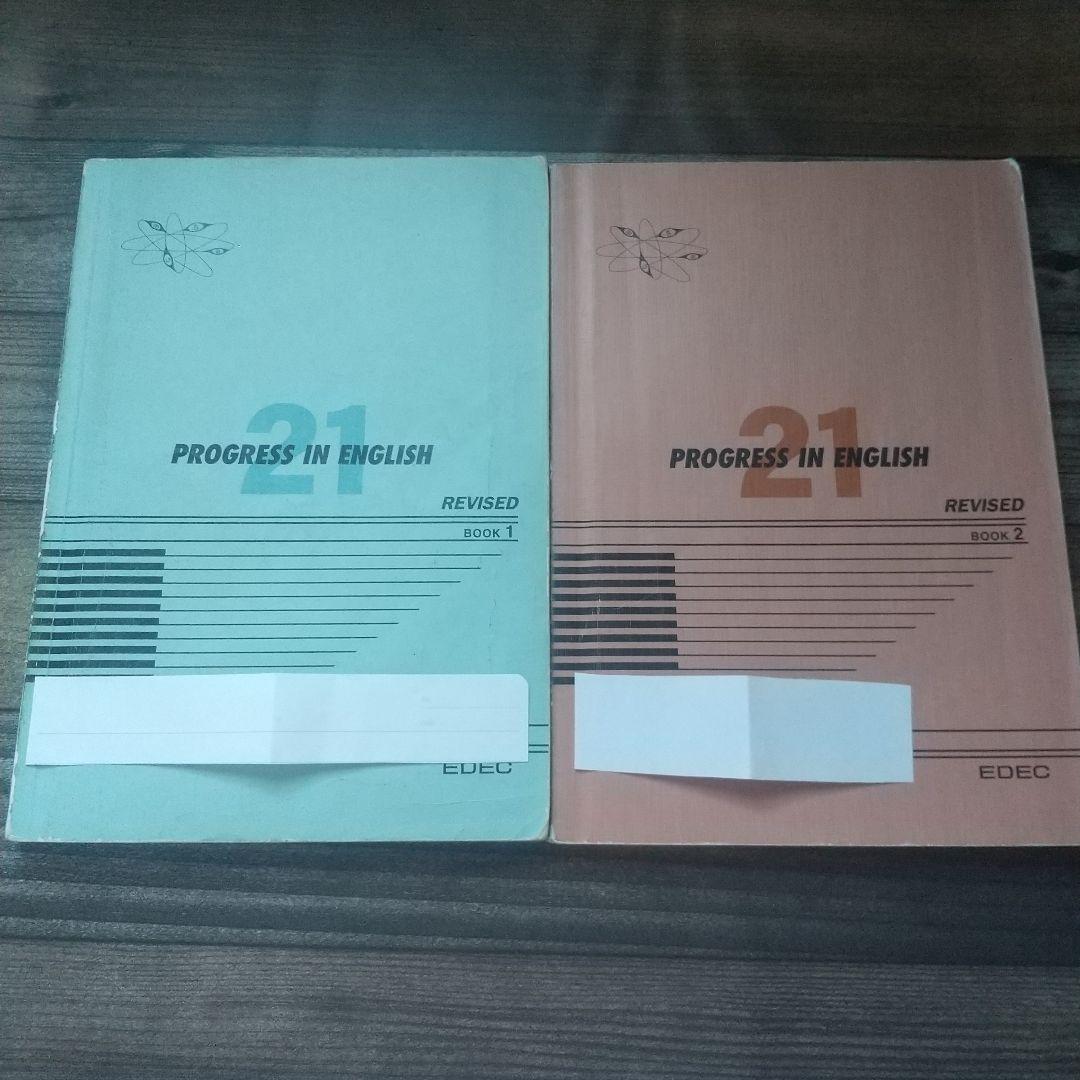 21
PROGRESS IN ENGLISH
REVISED
BOOK 1
EDEC
21
PROGRESS IN ENGLISH
REVISED
BOOK 2
EDEC